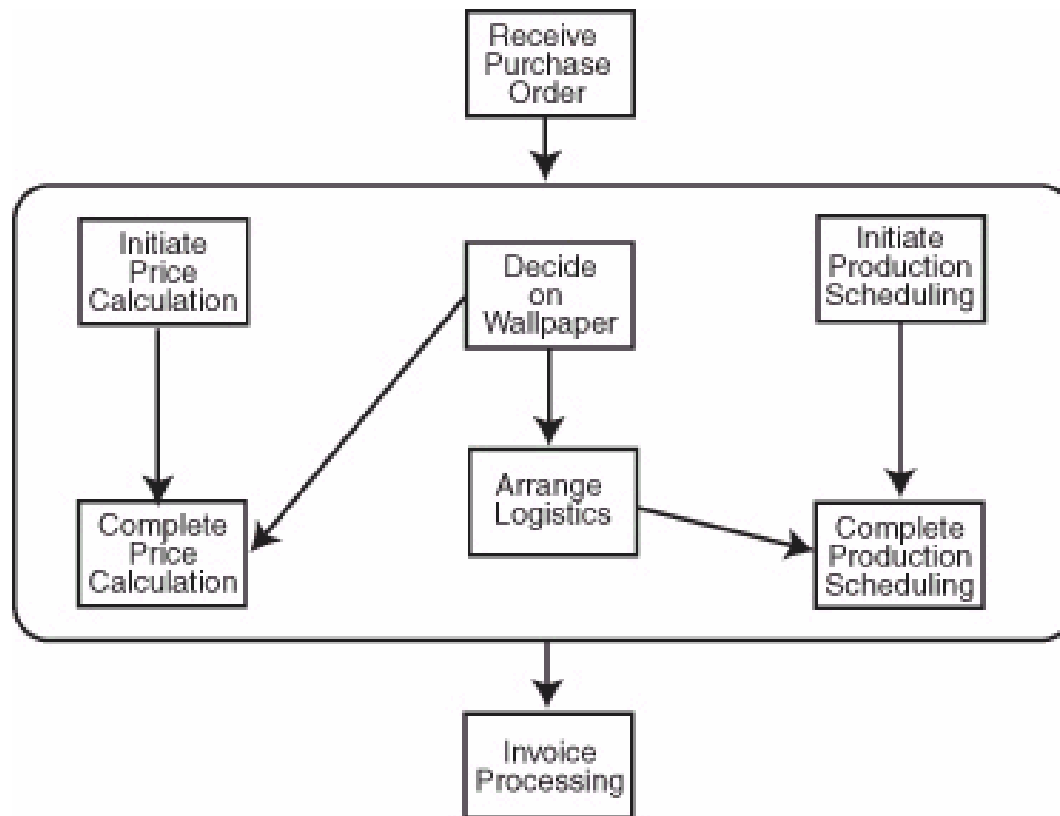 Receive
Purchase
Order
Initiate
Price
Calculation
Decide
on
Wallpaper
Initiate
Production
Scheduling
Arrange
Logistics
Complete
Price
Calculation
Complete
Production
Scheduling
Invoice
Processing